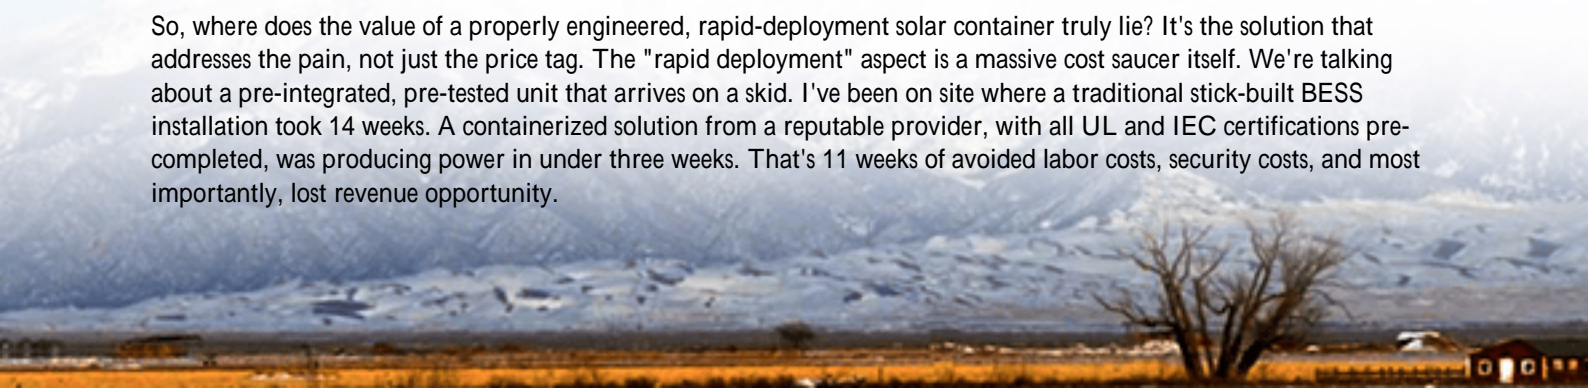 So, where does the value of a properly engineered, rapid-deployment solar container truly lie? It's the solution that
addresses the pain, not just the price tag. The "rapid deployment" aspect is a massive cost saucer itself. We're talking
about a pre-integrated, pre-tested unit that arrives on a skid. I've been on site where a traditional stick-built BESS
installation took 14 weeks. A containerized solution from a reputable provider, with all UL and IEC certifications pre-
completed, was producing power in under three weeks. That's 11 weeks of avoided labor costs, security costs, and most
importantly, lost revenue opportunity.